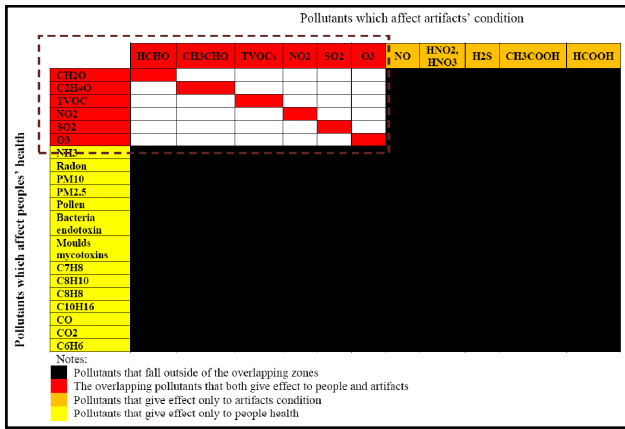 Pollutants which affect artifacts' condition
HCHO CH3CHO TVOCs NO2 SO2 O3 NO HNO2, HNO3 H2S CH3COOH HCOOH
Pollutants which affect peoples' health
CH2O
C2H4O
TVOC
NO2
SO2
O3
NH3
Radon
PM10
PM2.5
Pollen
Bacteria
endotoxin
Moulds
mycotoxins
C7H8
C8H10
C8H8
C10H16
CO
CO2
C6H6
Notes:
Pollutants that fall outside of the overlapping zones
The overlapping pollutants that both give effect to people and artifacts
Pollutants that give effect only to artifacts condition
Pollutants that give effect only to people health